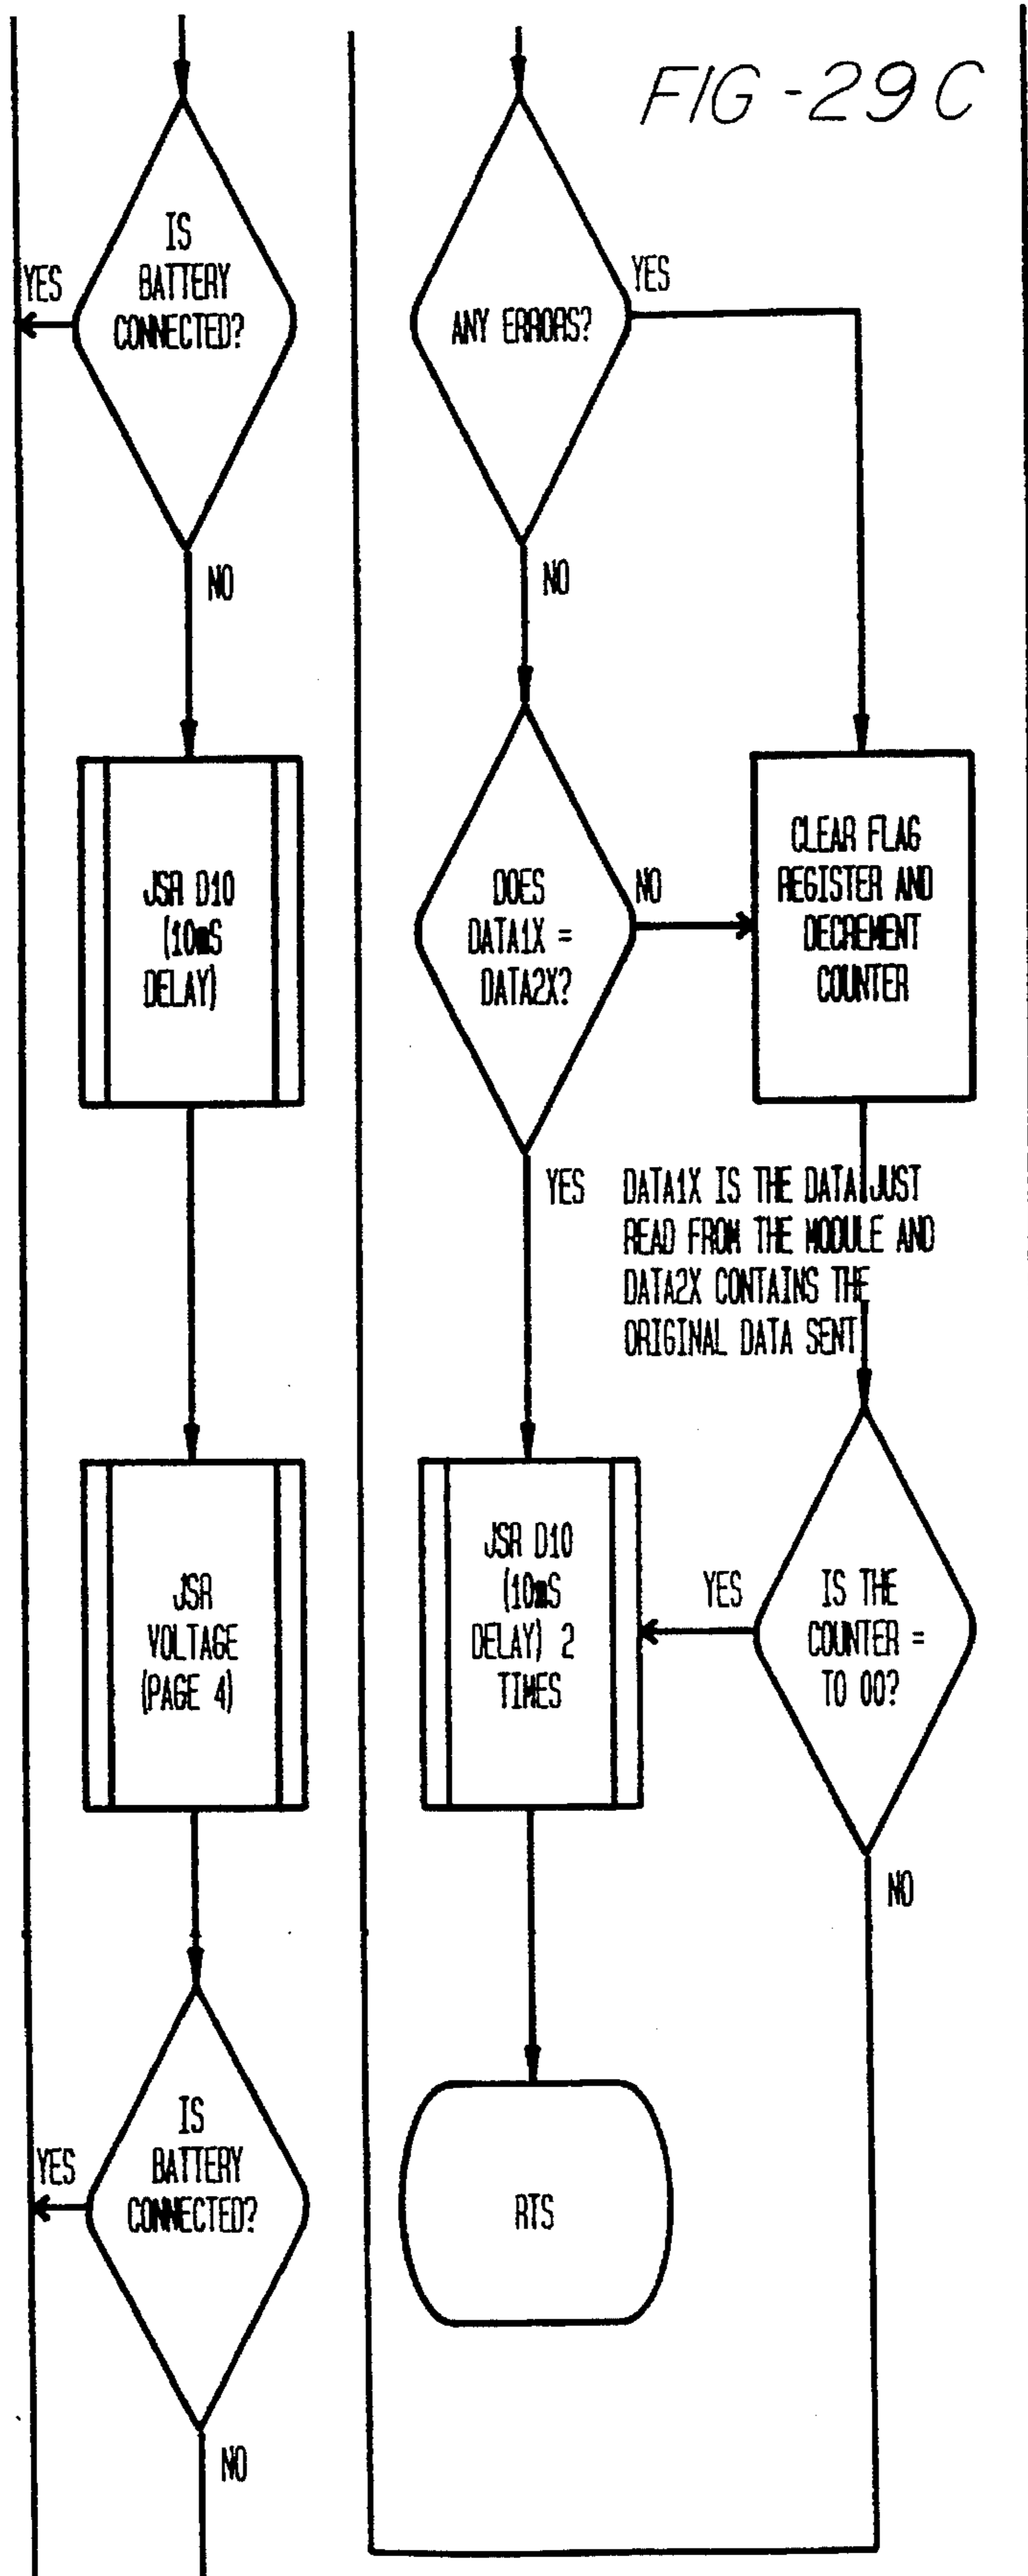 FIG-29C
IS
BATTERY
CONNECTED?
YES
NO
JSR D10
(10mS
DELAY)
JSR
VOLTAGE
(PAGE 4)
IS
BATTERY
CONNECTED?
YES
NO
ANY ERRORS?
YES
NO
DOES
DATA1X =
DATA2X?
NO
YES
CLEAR FLAG
REGISTER AND
DECREMENT
COUNTER
DATA1X IS THE DATA JUST
READ FROM THE MODULE AND
DATA2X CONTAINS THE
ORIGINAL DATA SENT
JSR D10
(10mS
DELAY) 2
TIMES
YES
IS THE
COUNTER =
TO 00?
NO
RTS